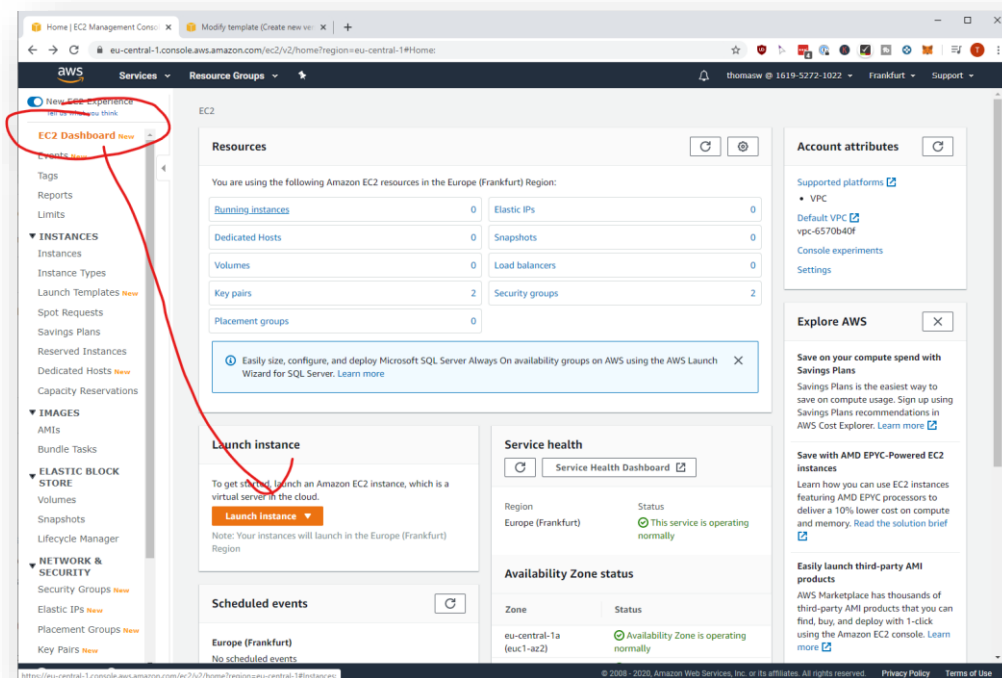 Home | EC2 Management Consol
Modify template (Create new ver
eu-central-1.console.aws.amazon.com/ec2/v2/home?region=eu-central-1#Home:
aws
Services
Resource Groups
thomasw @ 1619-5272-1022
Frankfurt
Support
New EC2 Experience
Tell us what you think
EC2 Dashboard New
Events New
Tags
Reports
Limits
INSTANCES
Instances
Instance Types
Launch Templates New
Spot Requests
Savings Plans
Reserved Instances
Dedicated Hosts New
Capacity Reservations
IMAGES
AMIs
Bundle Tasks
ELASTIC BLOCK
STORE
Volumes
Snapshots
Lifecycle Manager
NETWORK &
SECURITY
Security Groups New
Elastic IPs New
Placement Groups New
Key Pairs New
EC2
Resources
You are using the following Amazon EC2 resources in the Europe (Frankfurt) Region:
Running instances 0
Elastic IPs 0
Dedicated Hosts 0
Snapshots 0
Volumes 0
Load balancers 0
Key pairs 2
Security groups 2
Placement groups 0
Easily size, configure, and deploy Microsoft SQL Server Always On availability groups on AWS using the AWS Launch
Wizard for SQL Server. Learn more
Launch instance
To get started, launch an Amazon EC2 instance, which is a
virtual server in the cloud.
Launch instance
Note: Your instances will launch in the Europe (Frankfurt)
Region
Scheduled events
Europe (Frankfurt)
No scheduled events
Service health
Service Health Dashboard
Region
Status
Europe (Frankfurt)
This service is operating
normally
Availability Zone status
Zone
Status
eu-central-1a
(euc1-az2)
Availability Zone is operating
normally
Account attributes
Supported platforms
VPC
Default VPC
vpc-6570b40f
Console experiments
Settings
Explore AWS
Save on your compute spend with
Savings Plans
Savings Plans is the easiest way to
save on compute usage. Sign up using
Savings Plans recommendations in
AWS Cost Explorer. Learn more
Save with AMD EPYC-Powered EC2
instances
Learn how you can use EC2 instances
featuring AMD EPYC processors to
deliver a 10% lower cost on compute
and memory. Read the solution brief
Easily launch third-party AMI
products
AWS Marketplace has thousands of
third-party AMI products that you can
find, buy, and deploy with 1-click
using the Amazon EC2 console. Learn
more
https://eu-central-1.console.aws.amazon.com/ec2/v2/home?region=eu-central-1#Instances:
© 2008 - 2020, Amazon Web Services, Inc. or its affiliates. All rights reserved.
Privacy Policy
Terms of Use